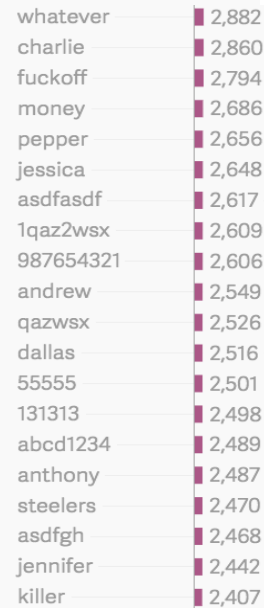 whatever 2,882
charlie 2,860
fuckoff 2,794
money 2,686
pepper 2,656
jessica 2,648
asdfasdf 2,617
1qaz2wsx 2,609
987654321 2,606
andrew 2,549
qazwsx 2,526
dallas 2,516
55555 2,501
131313 2,498
abcd1234 2,489
anthony 2,487
steelers 2,470
asdfgh 2,468
jennifer 2,442
killer 2,407